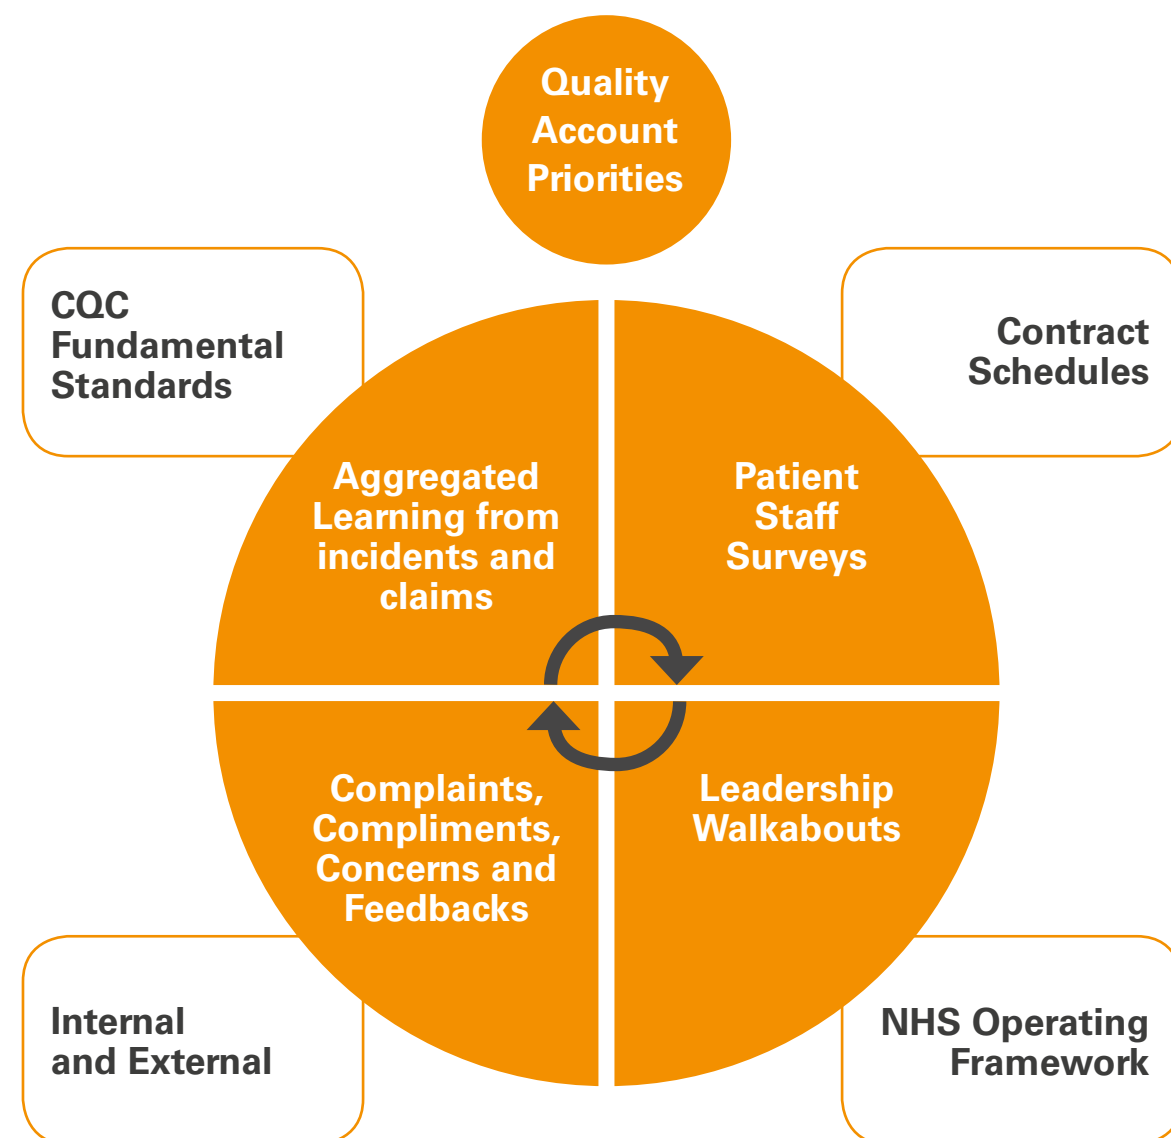 Quality
Account
Priorities
CQC
Fundamental
Standards
Contract
Schedules
Aggregated
Learning from
incidents and
claims
Patient
Staff
Surveys
Complaints,
Compliments,
Concerns and
Feedbacks
Leadership
Walkabouts
Internal
and External
NHS Operating
Framework